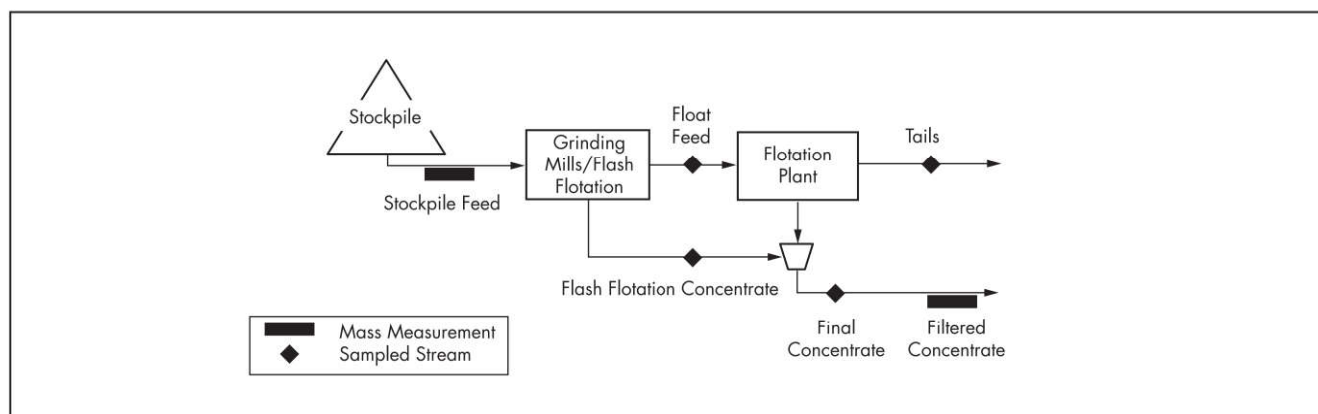 Stockpile
Stockpile Feed
Grinding
Mills/Flash
Flotation
Float
Feed
Flotation
Plant
Tails
Flash Flotation Concentrate
Final
Concentrate
Filtered
Concentrate
Mass Measurement
Sampled Stream